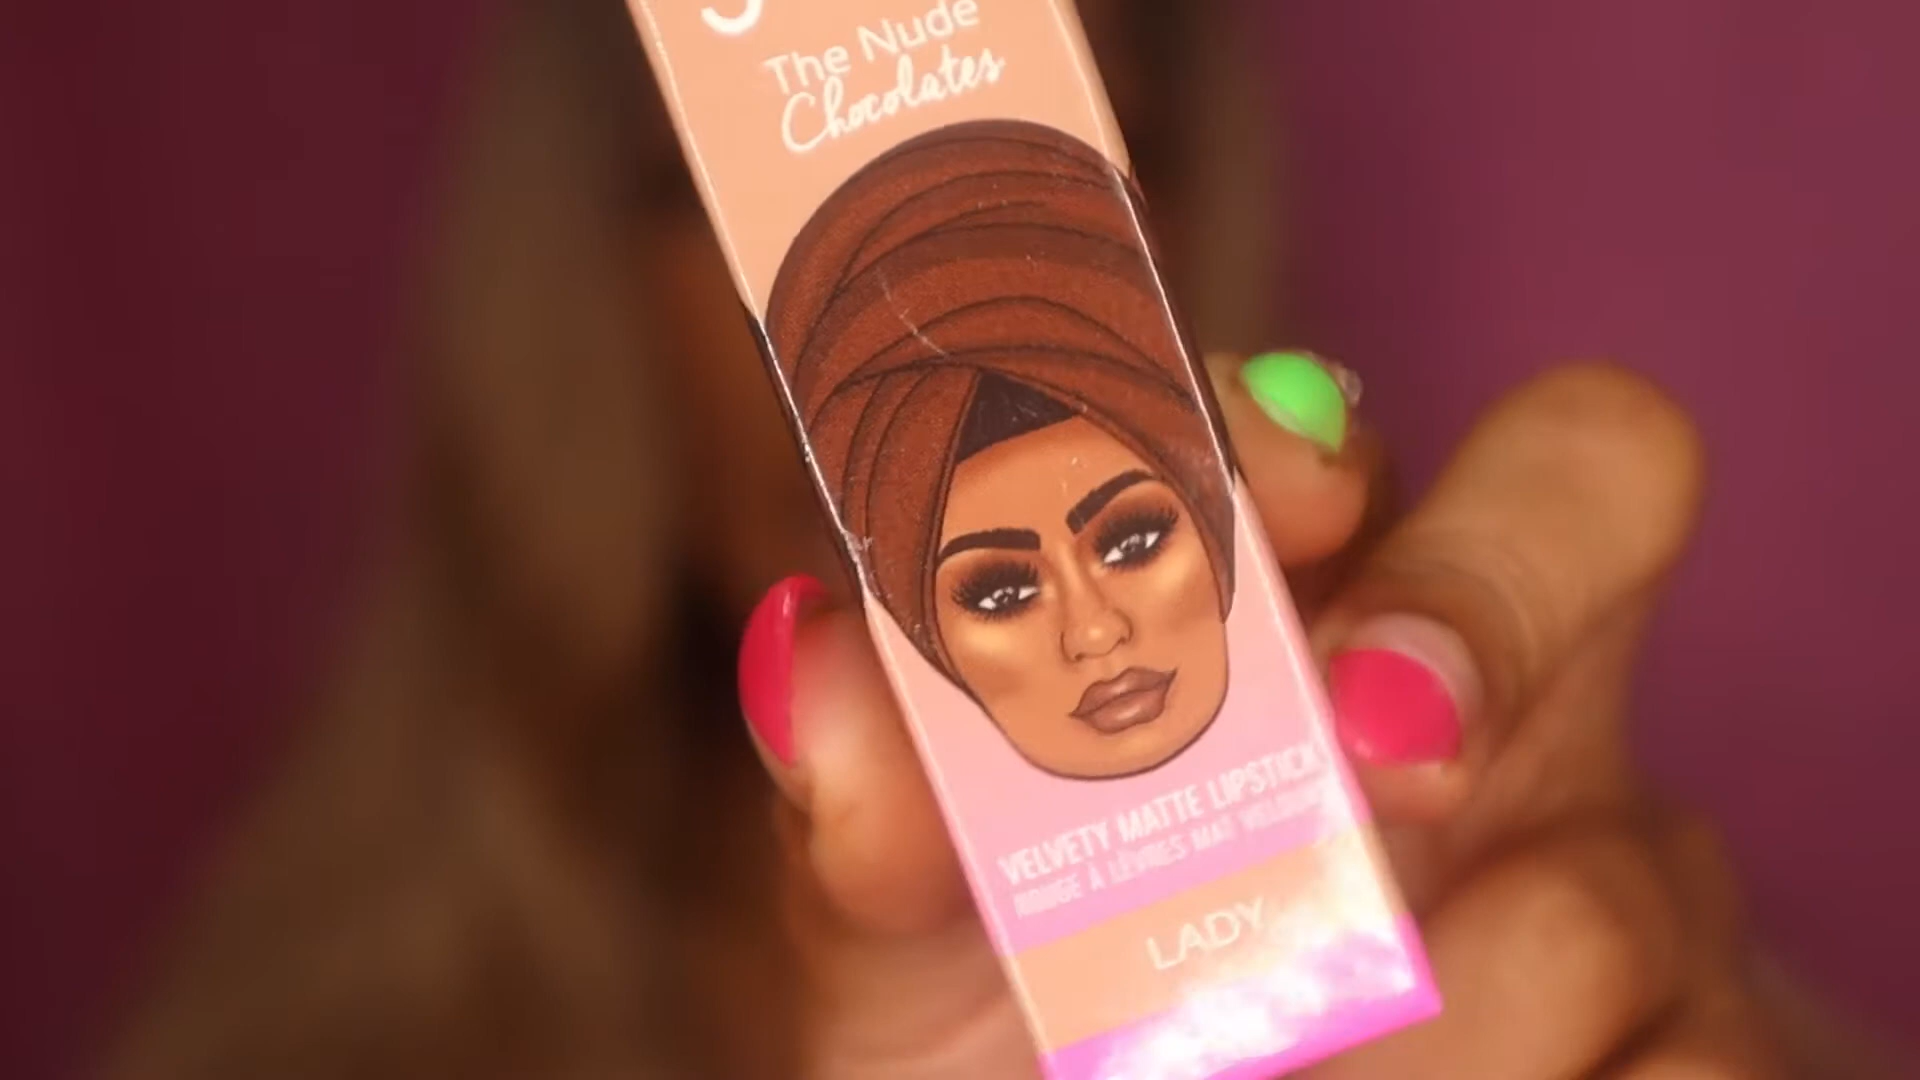 The Nude
Chocolates
VELVETY MATTE LIPSTICK
ROUGE À LÈVRES MAT VELOURS
LADY